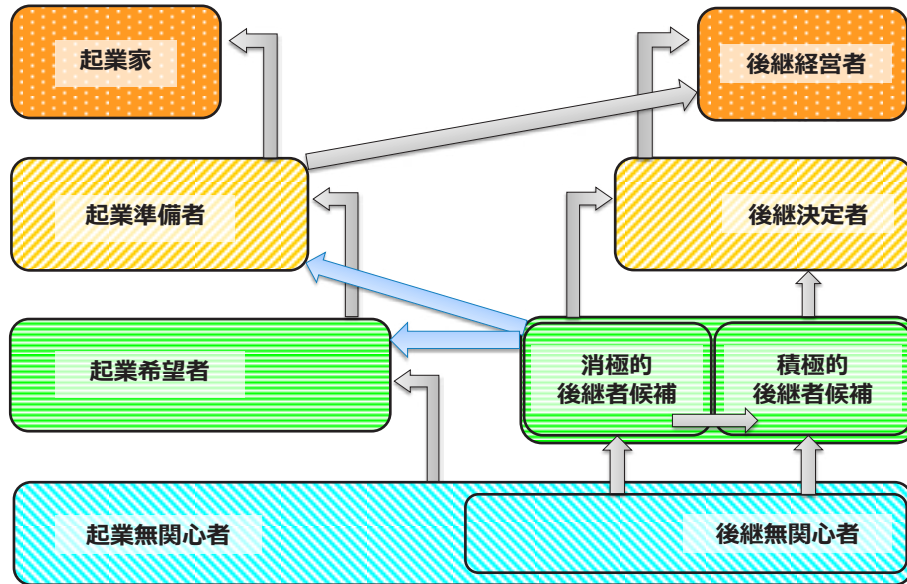 起業家
後継経営者
起業準備者
後継決定者
起業希望者
消極的
後継者候補
積極的
後継者候補
起業無関心者
後継無関心者